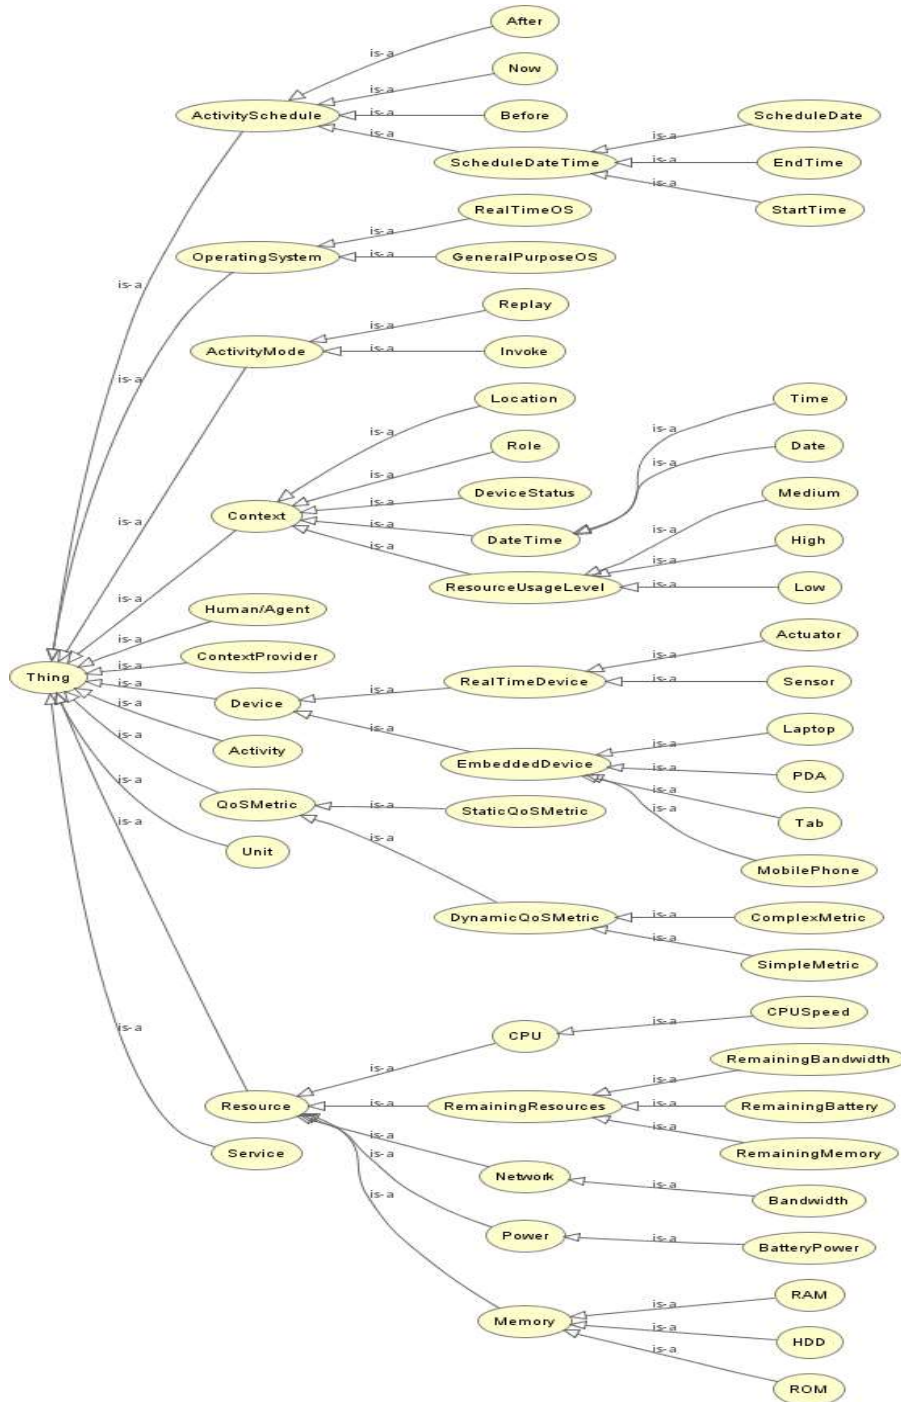 After
is-a
Now
is-a
ActivitySchedule
is-a
Before
ScheduleDate
is-a
is-a
ScheduleDateTime
is-a
EndTime
is-a
StartTime
RealTimeOS
is-a
OperatingSystem
is-a
GeneralPurposeOS
is-a
Replay
is-a
ActivityMode
is-a
Invoke
is-a
Location
Time
is-a
is-a
Role
Date
is-a
is-a
DeviceStatus
Medium
is-a
Context
is-a
is-a
DateTime
High
is-a
is-a
is-a
ResourceUsageLevel
is-a
Low
is-a
Human/Agent
Actuator
is-a
ContextProvider
is-a
is-a
Thing
is-a
RealTimeDevice
is-a
Sensor
is-a
Device
is-a
Laptop
is-a
Activity
is-a
is-a
EmbeddedDevice
is-a
PDA
is-a
is-a
QoSMetric
is-a
StaticQoSMetric
Tab
is-a
is-a
Unit
is-a
MobilePhone
is-a
DynamicQoSMetric
is-a
ComplexMetric
is-a
SimpleMetric
CPUSpeed
is-a
is-a
CPU
RemainingBandwidth
is-a
is-a
Resource
is-a
RemainingResources
is-a
RemainingBattery
is-a
Service
is-a
RemainingMemory
is-a
Network
is-a
is-a
Bandwidth
Power
is-a
BatteryPower
RAM
is-a
Memory
is-a
HDD
is-a
ROM